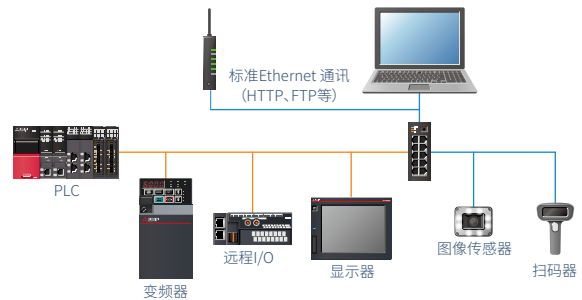 标准Ethernet 通讯
（HTTP、FTP等）
PLC
变频器
远程I/O
显示器
图像传感器
扫码器